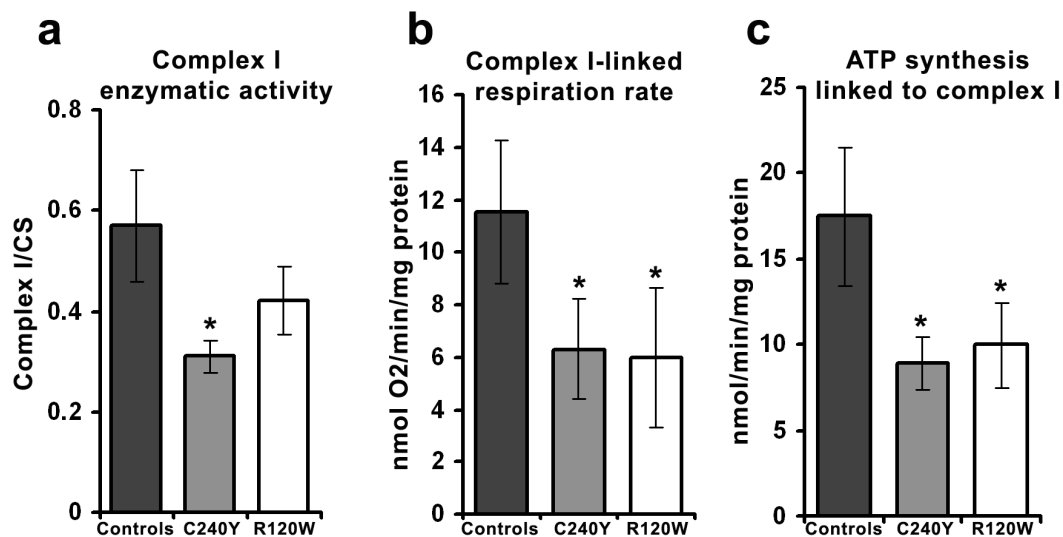 a
Complex I
enzymatic activity
Complex I/CS
0.8
0.6
0.4
0.2
0
*
Controls C240Y R120W
b
Complex I-linked
respiration rate
nmol O2/min/mg protein
16
14
12
10
8
6
4
2
0
*
*
Controls C240Y R120W
c
ATP synthesis
linked to complex I
nmol/min/mg protein
25
20
15
10
5
0
*
*
Controls C240Y R120W